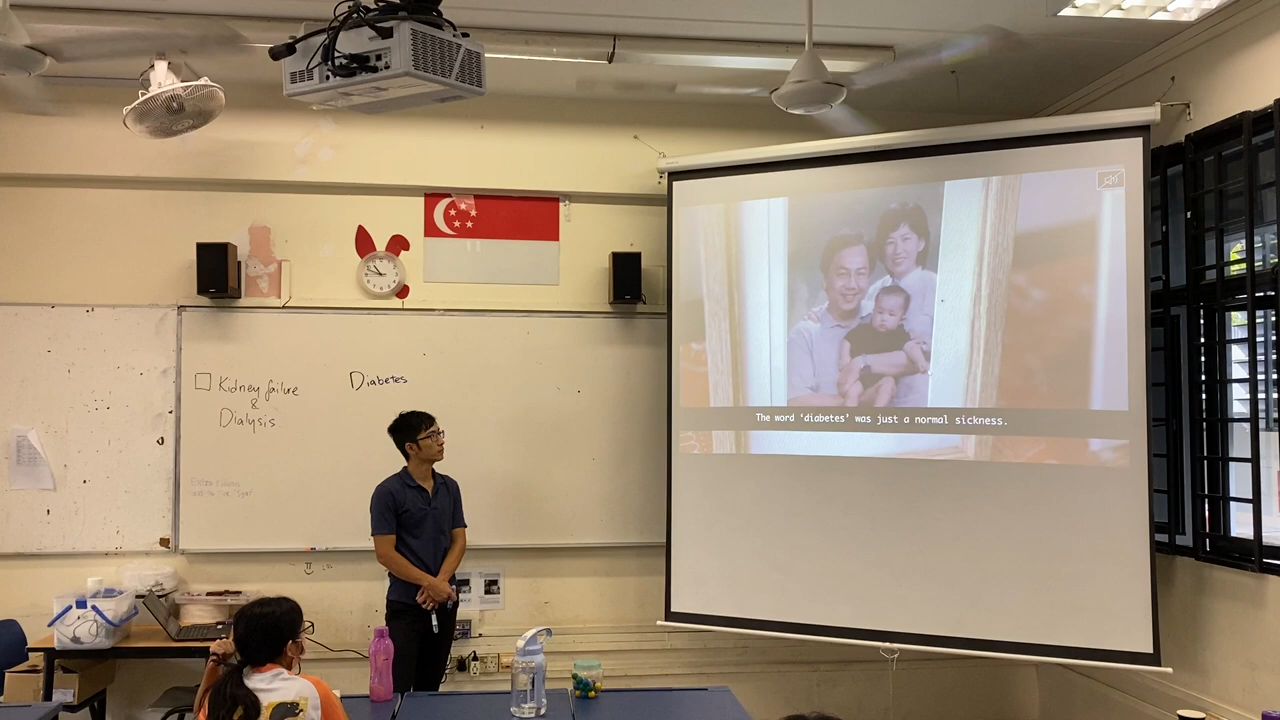 Kidney failure
&
Dialysis
Diabetes
The word ‘diabetes’ was just a normal sickness.